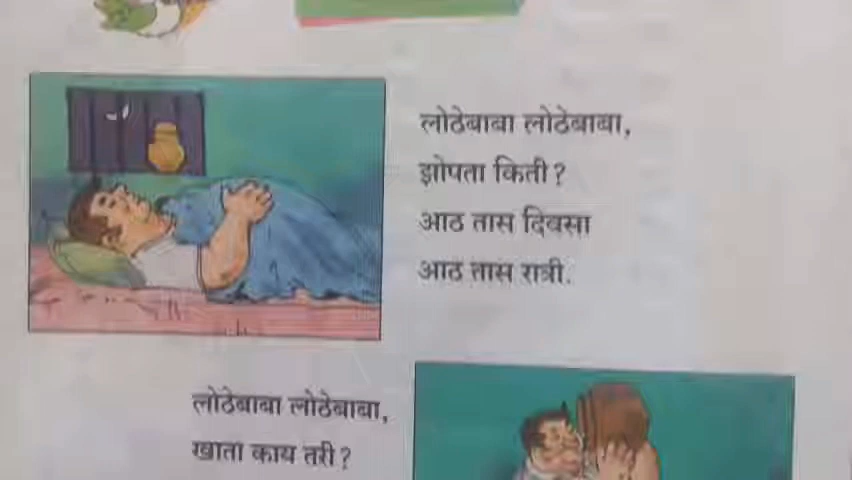 लोठेबाबा लोठेबाबा,
झोपता किती?
आठ तास दिवसा
आठ तास रात्री.
लोठेबाबा लोठेबाबा,
खाता काय तरी?